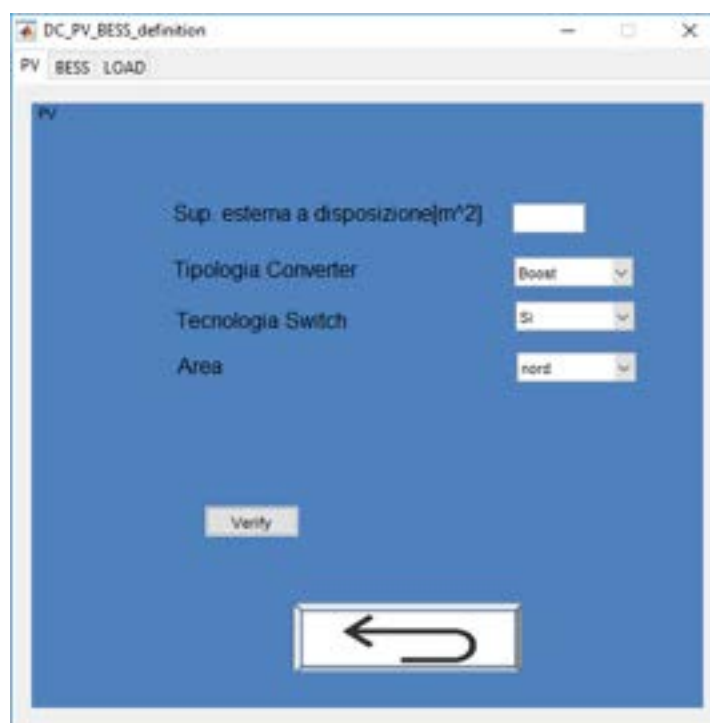 DC_PV_BESS_definition
PV BESS LOAD
PV
Sup. esterna a disposizione[m^2]
Tipologia Converter Boost
Tecnologia Switch Si
Area nord
Verify